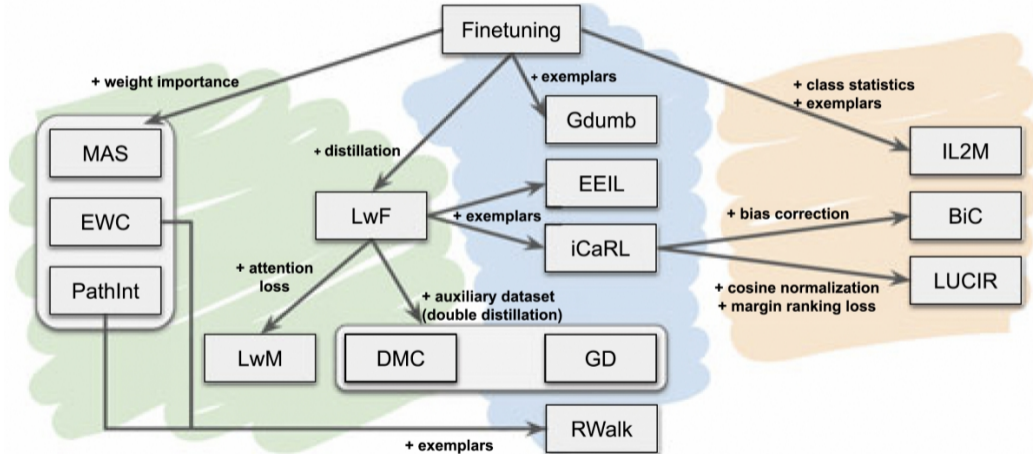 Finetuning
+ weight importance
+ exemplars
+ class statistics
+ exemplars
Gdumb
MAS
+ distillation
IL2M
EEIL
LwF
+ exemplars
EWC
+ bias correction
BiC
iCaRL
+ attention
loss
PathInt
+ auxiliary dataset
(double distillation)
+ cosine normalization
+ margin ranking loss
LUCIR
LwM
DMC
GD
RWalk
+ exemplars